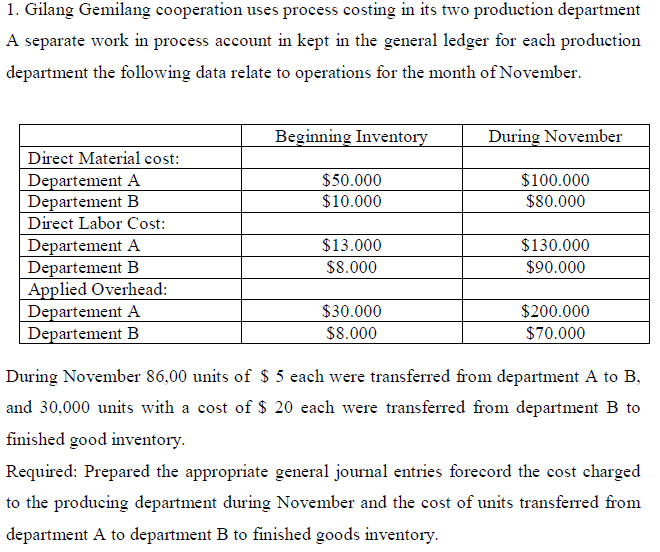 1. Gilang Gemilang cooperation uses process costing in its two production department
A separate work in process account in kept in the general ledger for each production
department the following data relate to operations for the month of November.
Beginning Inventory During November
Direct Material cost:
Departement A $50.000 $100.000
Departement B $10.000 $80.000
Direct Labor Cost:
Departement A $13.000 $130.000
Departement B $8.000 $90.000
Applied Overhead:
Departement A $30.000 $200.000
Departement B $8.000 $70.000
During November 86,00 units of $ 5 each were transferred from department A to B,
and 30,000 units with a cost of $ 20 each were transferred from department B to
finished good inventory.
Required: Prepared the appropriate general journal entries forecord the cost charged
to the producing department during November and the cost of units transferred from
department A to department B to finished goods inventory.